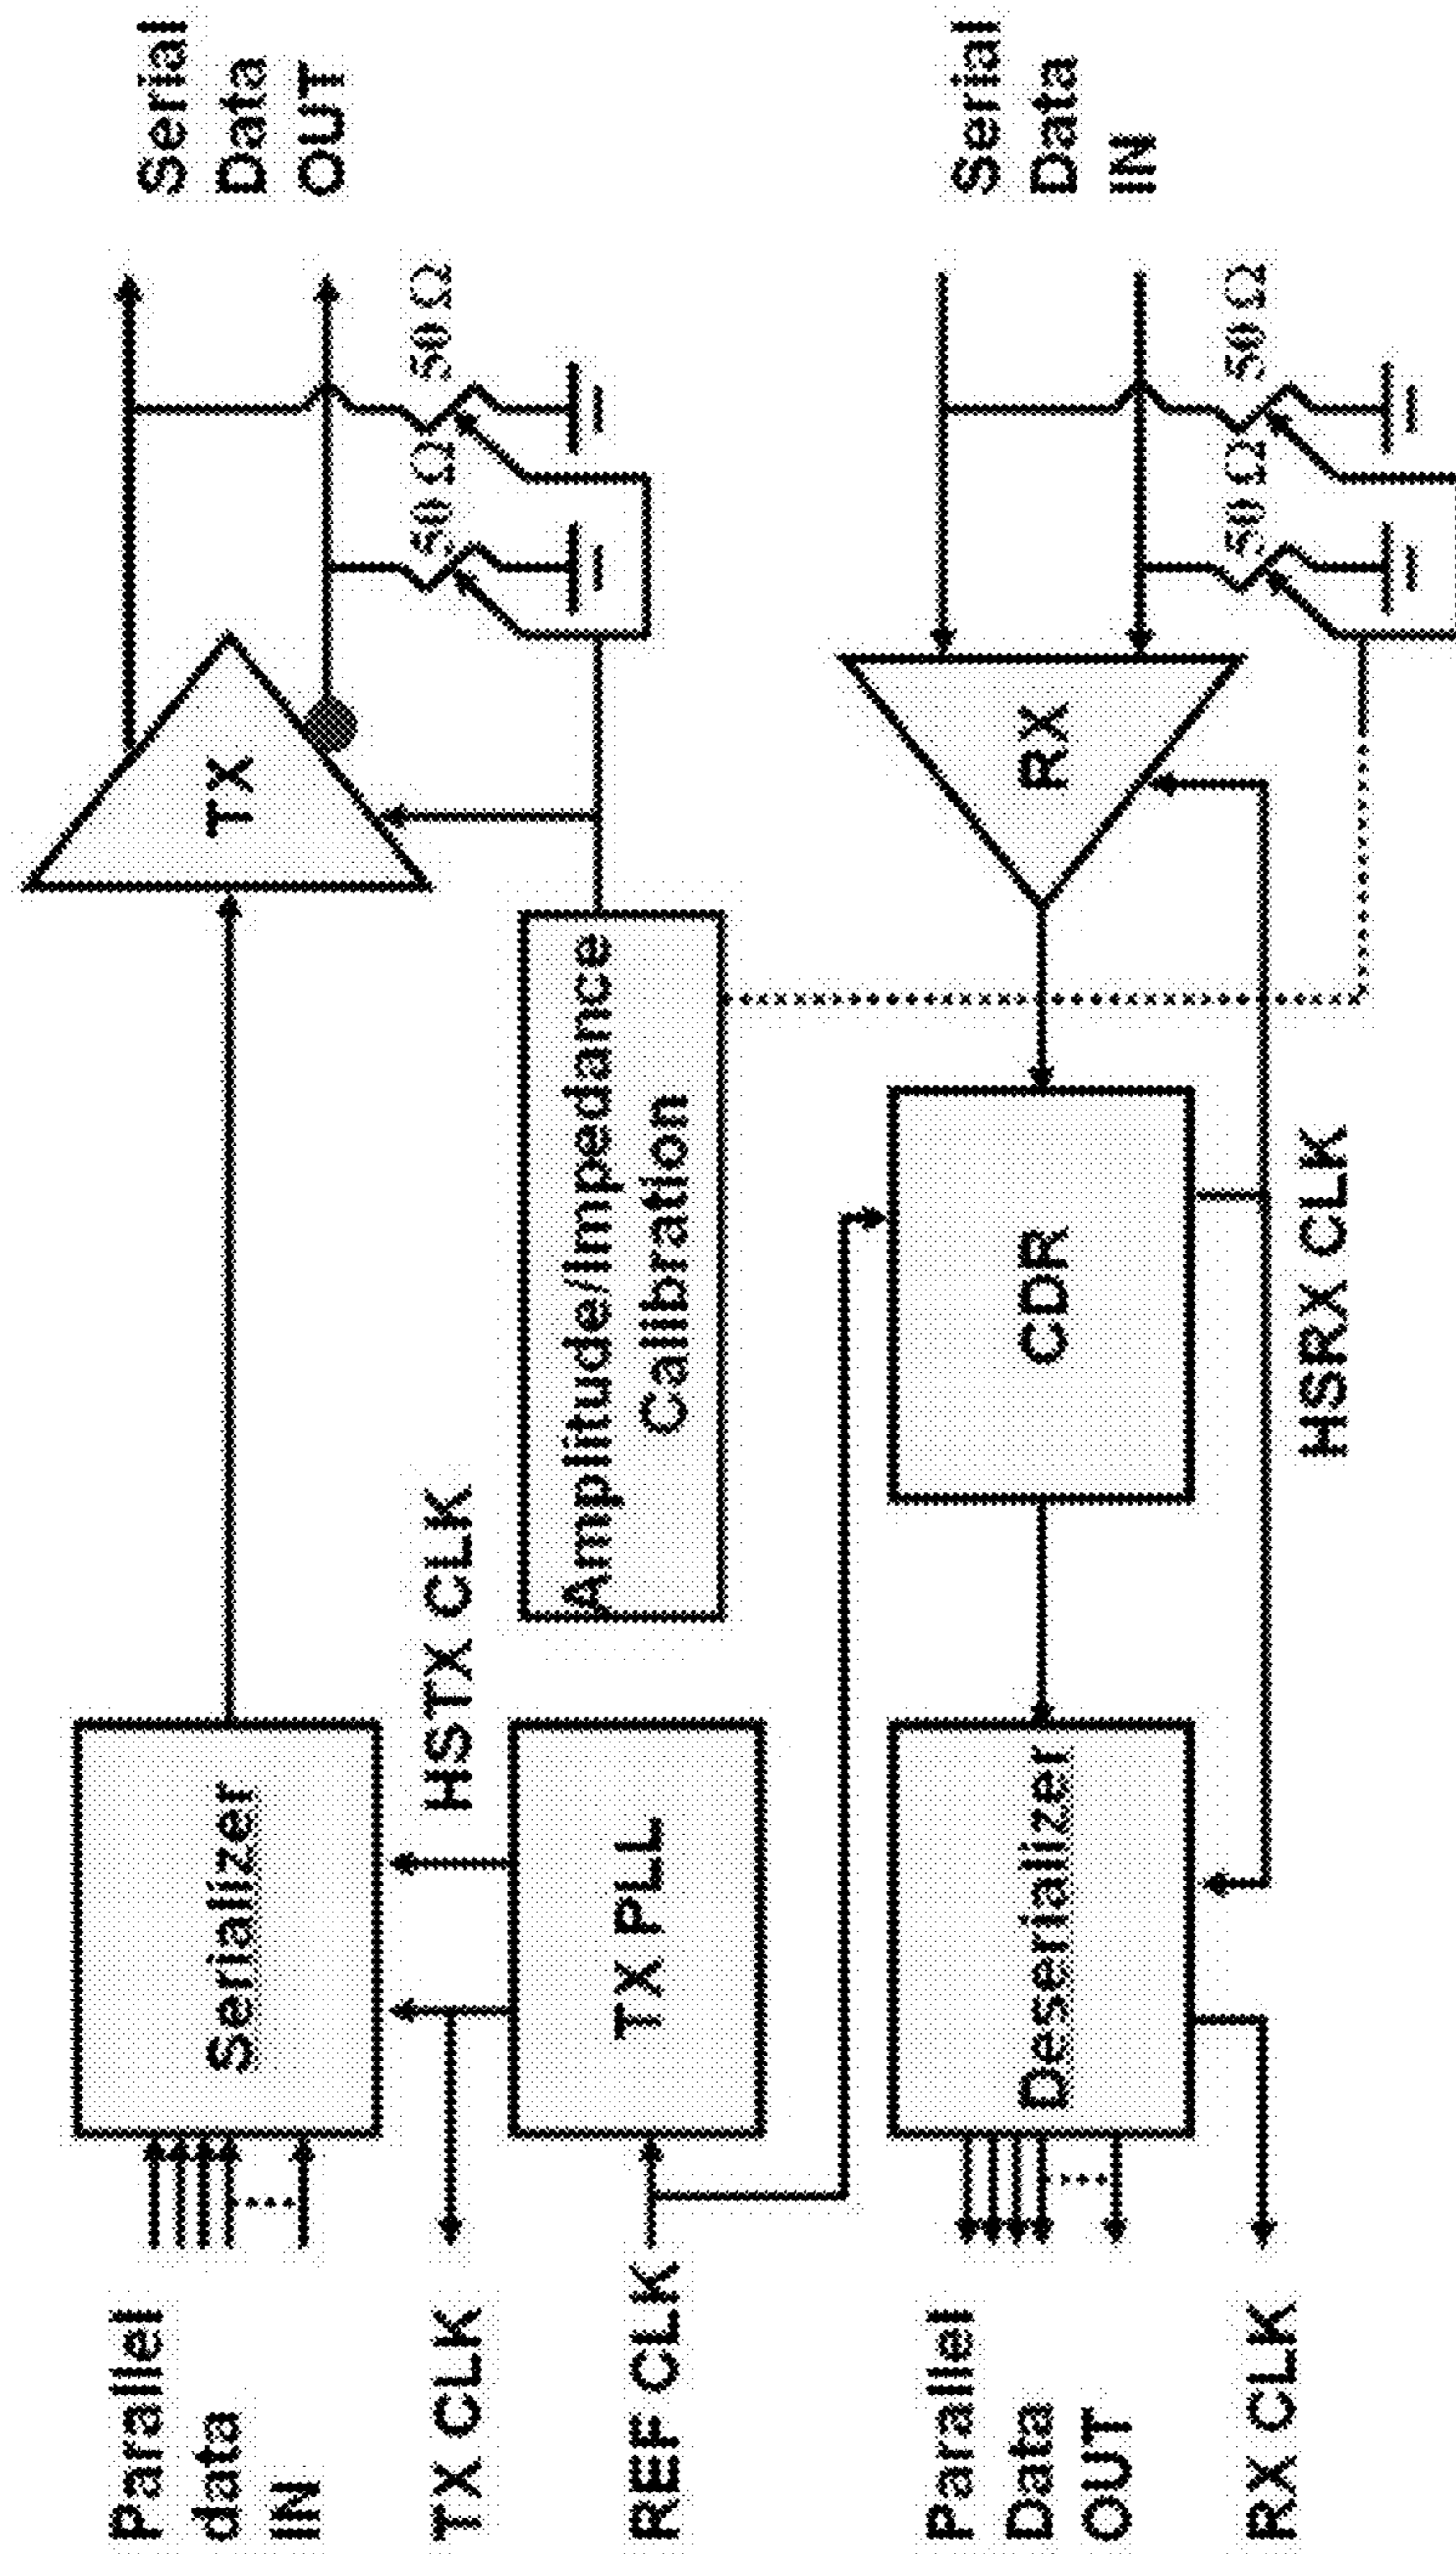 Parallel
data
IN
Serializer
TX
Serial
Data
OUT
TX CLK
HSTX CLK
50 Ω
50 Ω
REF CLK
TX PLL
Amplitude/Impedance
Calibration
Parallel
Data
OUT
Deserializer
CDR
RX
Serial
Data
IN
RX CLK
HSRX CLK
50 Ω
50 Ω